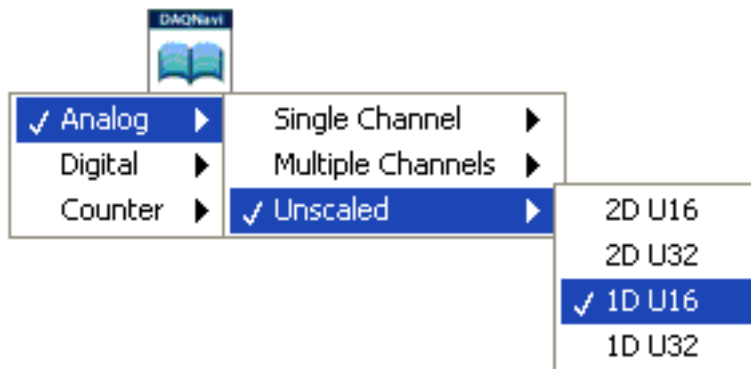 DAQNavi
Analog
Digital
Counter
Single Channel
Multiple Channels
Unscaled
2D U16
2D U32
1D U16
1D U32